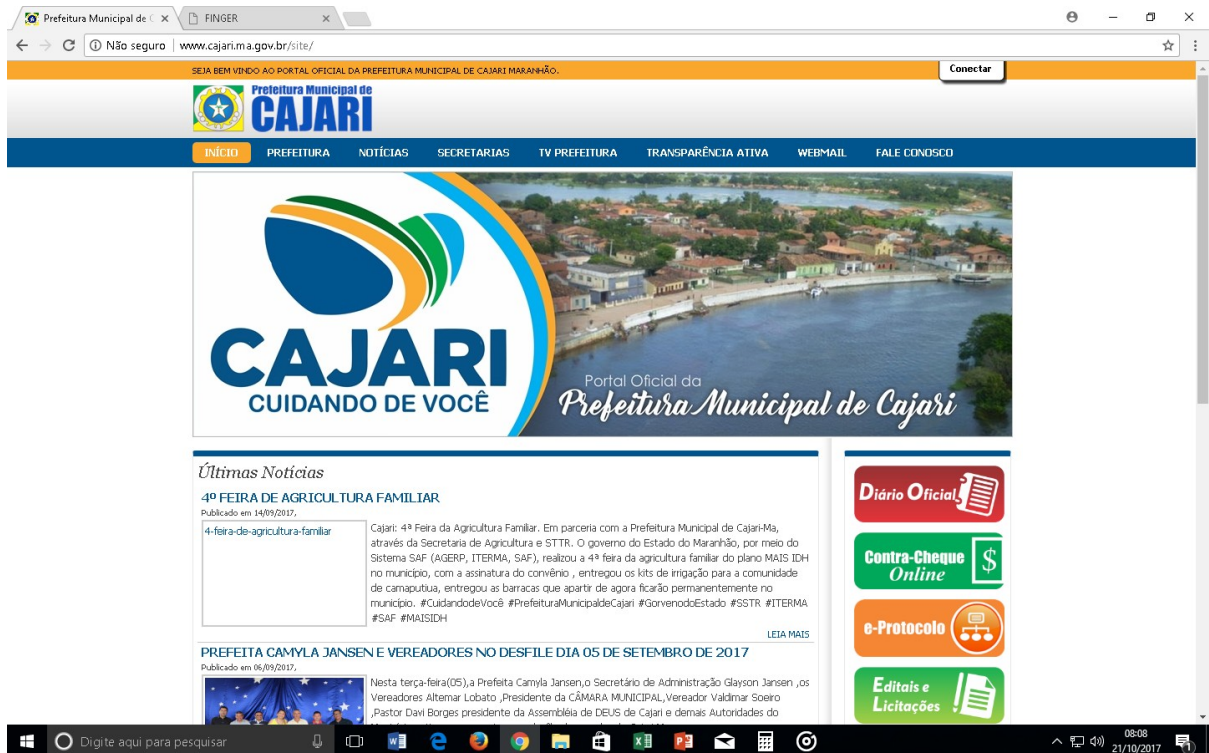 Prefeitura Municipal de C
FINGER
Não seguro
www.cajari.ma.gov.br/site/
SEJA BEM VINDO AO PORTAL OFICIAL DA PREFEITURA MUNICIPAL DE CAJARI MARANHÃO.
Conectar
Prefeitura Municipal de
CAJARI
INÍCIO PREFEITURA NOTÍCIAS SECRETARIAS TV PREFEITURA TRANSPARÊNCIA ATIVA WEBMAIL FALE CONOSCO
CAJARI
CUIDANDO DE VOCÊ
Portal Oficial da
Prefeitura Municipal de Cajari
Últimas Notícias
4º FEIRA DE AGRICULTURA FAMILIAR
Publicado em 14/09/2017,
4-feira-de-agricultura-familiar
Cajari: 4ª Feira da Agricultura Familiar. Em parceria com a Prefeitura Municipal de Cajari-Ma,
através da Secretaria de Agricultura e STTR. O governo do Estado do Maranhão, por meio do
Sistema SAF (AGERP, ITERMA, SAF), realizou a 4ª feira da agricultura familiar do plano MAIS IDH
no município, com a assinatura do convênio , entregou os kits de irrigação para a comunidade
de camaputiua, entregou as barracas que apartir de agora ficarão permanentemente no
município. #CuidandodeVocê #PrefeituraMunicipaldeCajari #GorvenodoEstado #SSTR #ITERMA
#SAF #MAISIDH
LEIA MAIS
PREFEITA CAMYLA JANSEN E VEREADORES NO DESFILE DIA 05 DE SETEMBRO DE 2017
Publicado em 06/09/2017,
Nesta terça-feira(05),a Prefeita Camyla Jansen,o Secretário de Administração Glayson Jansen ,os
Vereadores Altemar Lobato ,Presidente da CÂMARA MUNICIPAL,Vereador Valdimar Soeiro
,Pastor Davi Borges presidente da Assembléia de DEUS de Cajari e demais Autoridades do
Diário Oficial
Contra-Cheque
Online
$
e-Protocolo
Editais e
Licitações
Digite aqui para pesquisar
08:08
21/10/2017